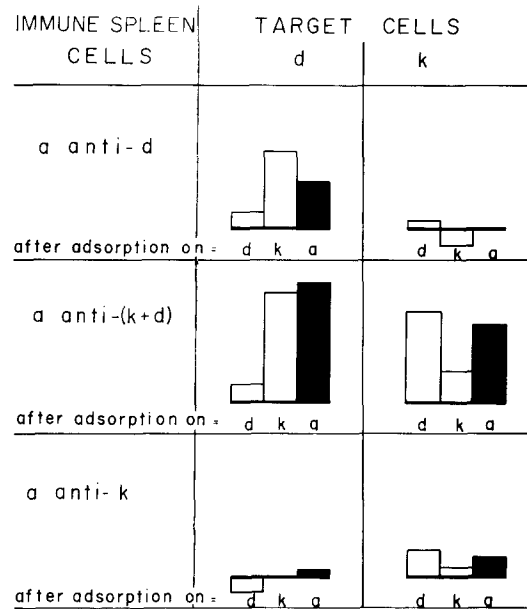 IMMUNE SPLEEN CELLS
TARGET CELLS
d k
a anti-d
after adsorption on = d k a d k a
a anti-(k+d)
after adsorption on = d k a d k a
a anti-k
after adsorption on = d k a d k a